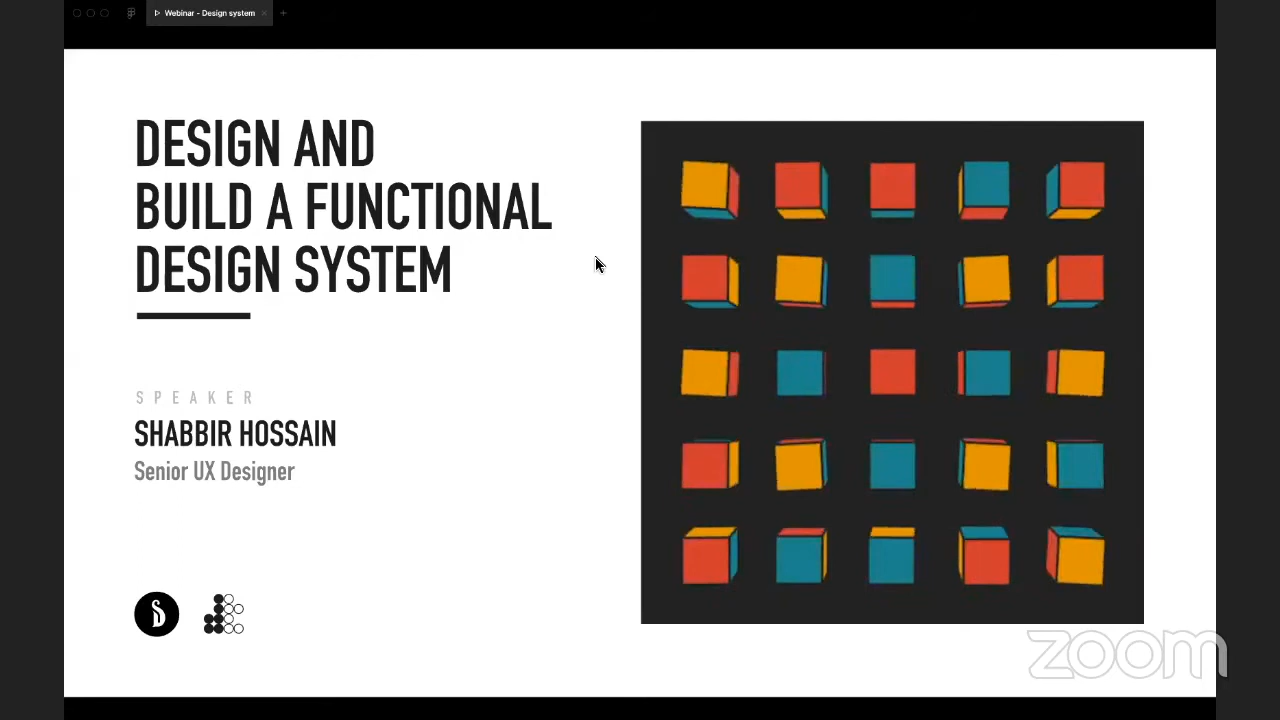 Webinar - Design system
DESIGN AND
BUILD A FUNCTIONAL
DESIGN SYSTEM
SPEAKER
SHABBIR HOSSAIN
Senior UX Designer
zoom